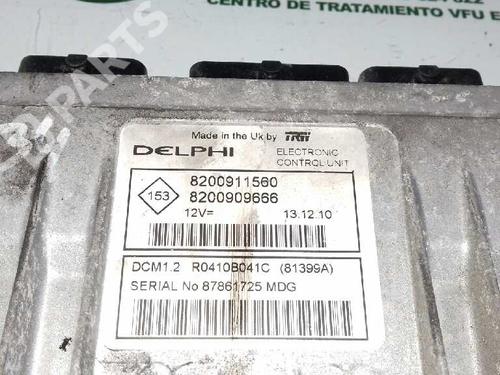 CENTRO DE TRATAMIENTO VFU E
B-PARTS
Made in the Uk by TRW
DELPHI
ELECTRONIC
CONTROL UNIT
153
8200911560
8200909666
12V=
13.12.10
DCM1.2 R0410B041C (81399A)
SERIAL No 87861725 MDG